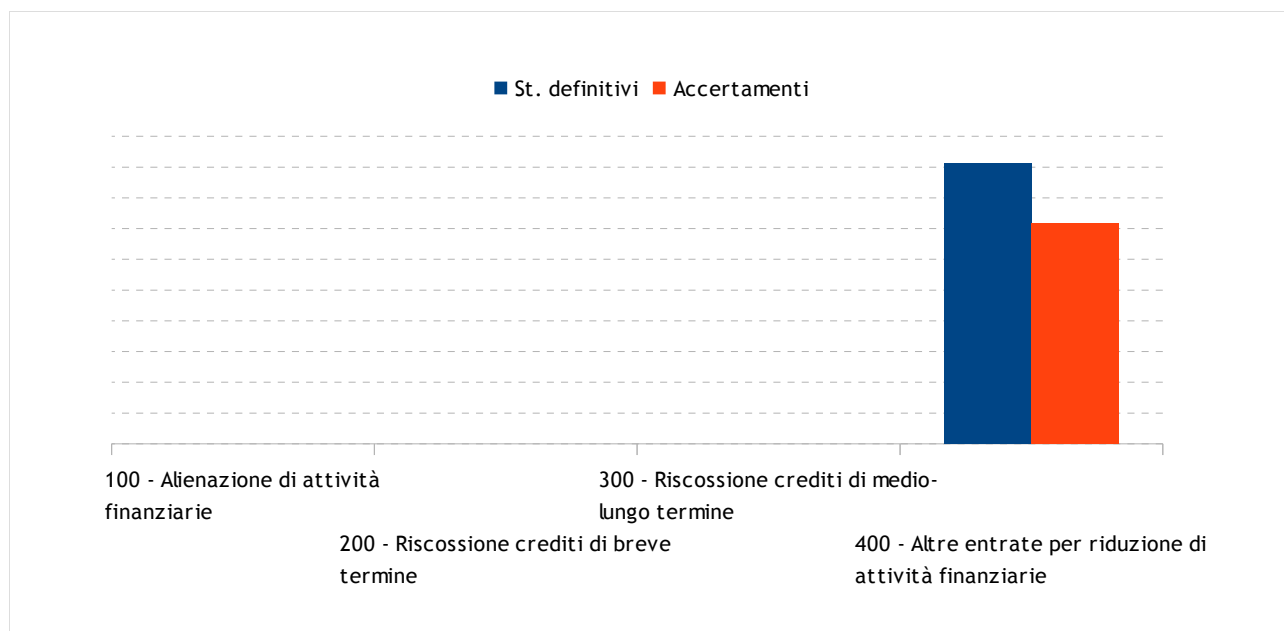 St. definitivi Accertamenti
100 - Alienazione di attività
finanziarie
200 - Riscossione crediti di breve
termine
300 - Riscossione crediti di medio-
lungo termine
400 - Altre entrate per riduzione di
attività finanziarie